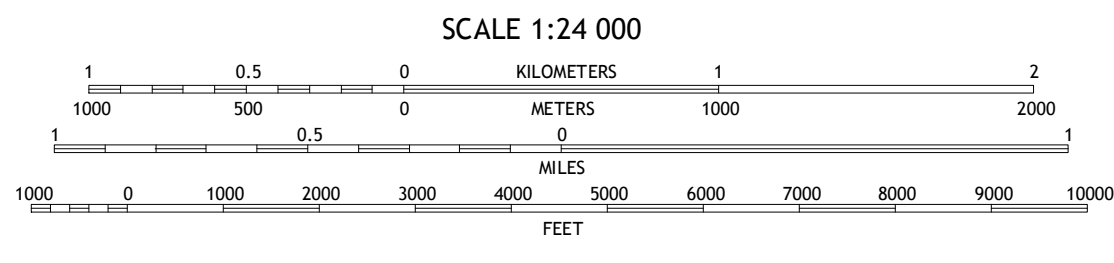 SCALE 1:24 000
1 0.5 0 KILOMETERS 1 2
1000 500 0 METERS 1000 2000
1 0.5 0 1
MILES
1000 0 1000 2000 3000 4000 5000 6000 7000 8000 9000 10000
FEET